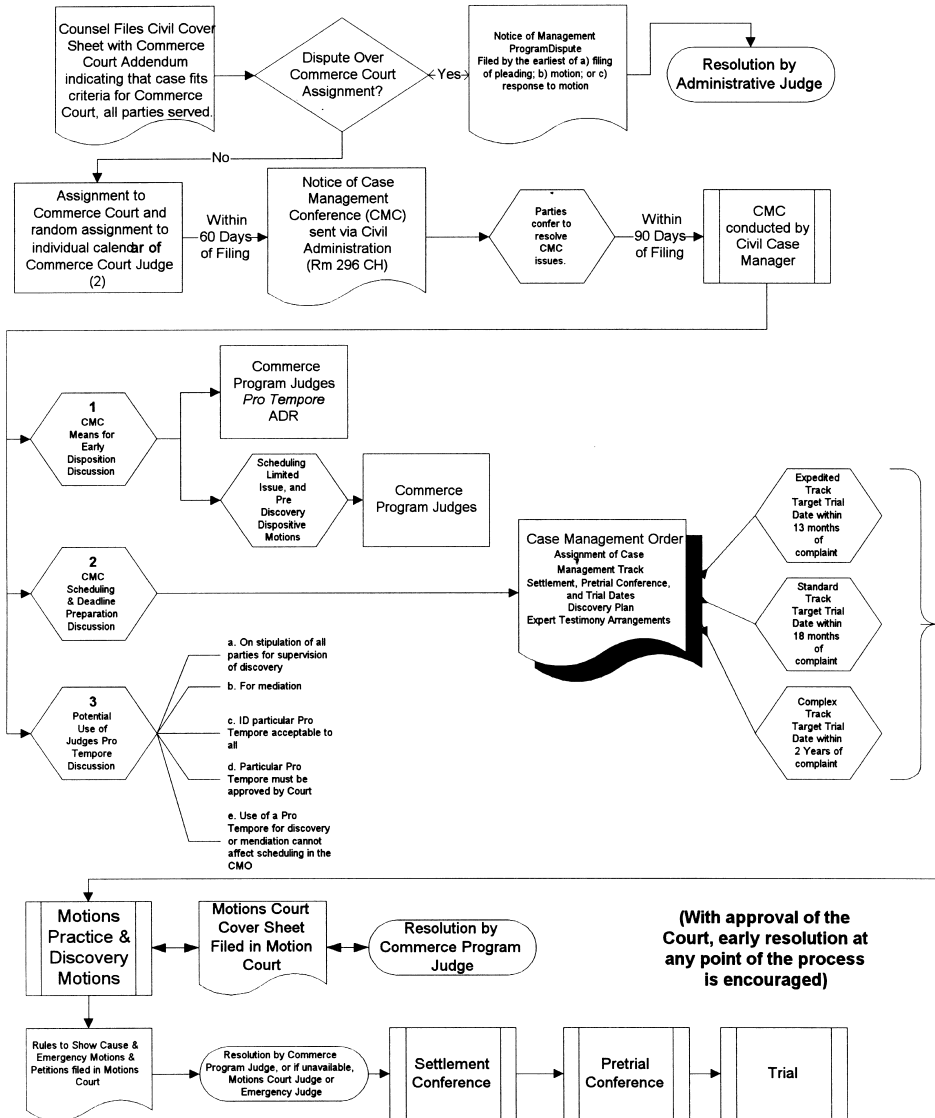 Counsel Files Civil Cover
Sheet with Commerce
Court Addendum
indicating that case fits
criteria for Commerce
Court, all parties served.
Dispute Over
Commerce Court
Assignment?
Yes
Notice of Management
ProgramDispute
Filed by the earliest of a) filing
of pleading; b) motion; or c)
response to motion
Resolution by
Administrative Judge
No
Assignment to
Commerce Court and
random assignment to
individual calendar of
Commerce Court Judge
(2)
Within
60 Days
of Filing
Notice of Case
Management
Conference (CMC)
sent via Civil
Administration
(Rm 296 CH)
Parties
confer to
resolve
CMC
issues.
Within
90 Days
of Filing
CMC
conducted by
Civil Case
Manager
1
CMC
Means for
Early
Disposition
Discussion
Commerce
Program Judges
Pro Tempore
ADR
Scheduling
Limited
Issue, and
Pre
Discovery
Dispositive
Motions
Commerce
Program Judges
2
CMC
Scheduling
& Deadline
Preparation
Discussion
Case Management Order
Assignment of Case
Management Track
Settlement, Pretrial Conference,
and Trial Dates
Discovery Plan
Expert Testimony Arrangements
Expedited
Track
Target Trial
Date within
13 months
of
complaint
Standard
Track
Target Trial
Date within
18 months
of
complaint
Complex
Track
Target Trial
Date within
2 Years of
complaint
3
Potential
Use of
Judges Pro
Tempore
Discussion
a. On stipulation of all
parties for supervision
of discovery
b. For mediation
c. ID particular Pro
Tempore acceptable to
all
d. Particular Pro
Tempore must be
approved by Court
e. Use of a Pro
Tempore for discovery
or mendiation cannot
affect scheduling in the
CMO
Motions
Practice &
Discovery
Motions
Motions Court
Cover Sheet
Filed in Motion
Court
Resolution by
Commerce Program
Judge
(With approval of the
Court, early resolution at
any point of the process
is encouraged)
Rules to Show Cause &
Emergency Motions &
Petitions filed in Motions
Court
Resolution by Commerce
Program Judge, or if unavailable,
Motions Court Judge or
Emergency Judge
Settlement
Conference
Pretrial
Conference
Trial